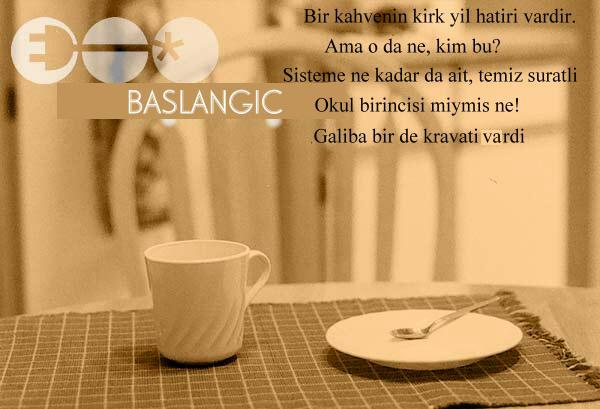 Bir kahvenin kirk yil hatiri vardir.
Ama o da ne, kim bu?
Sisteme ne kadar da ait, temiz suratli
BAŞLANGIC
Okul birincisi miymis ne!
Galiba bir de kravati vardi